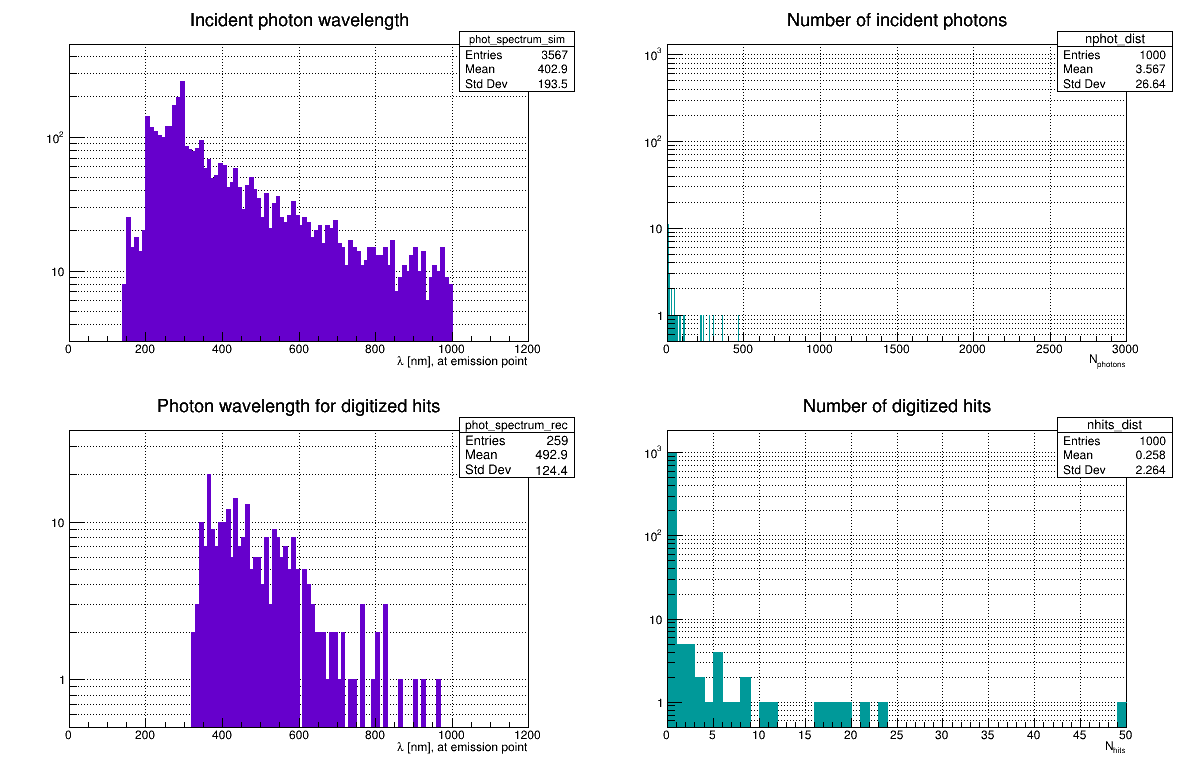 Incident photon wavelength
phot_spectrum_sim
Entries 3567
Mean 402.9
Std Dev 193.5
10²
10
0 200 400 600 800 1000 1200
λ [nm], at emission point
Number of incident photons
nphot_dist
Entries 1000
Mean 3.567
Std Dev 26.64
10³
10²
10
1
0 500 1000 1500 2000 2500 3000
N_photons
Photon wavelength for digitized hits
phot_spectrum_rec
Entries 259
Mean 492.9
Std Dev 124.4
10
1
0 200 400 600 800 1000 1200
λ [nm], at emission point
Number of digitized hits
nhits_dist
Entries 1000
Mean 0.258
Std Dev 2.264
10³
10²
10
1
0 5 10 15 20 25 30 35 40 45 50
N_hits